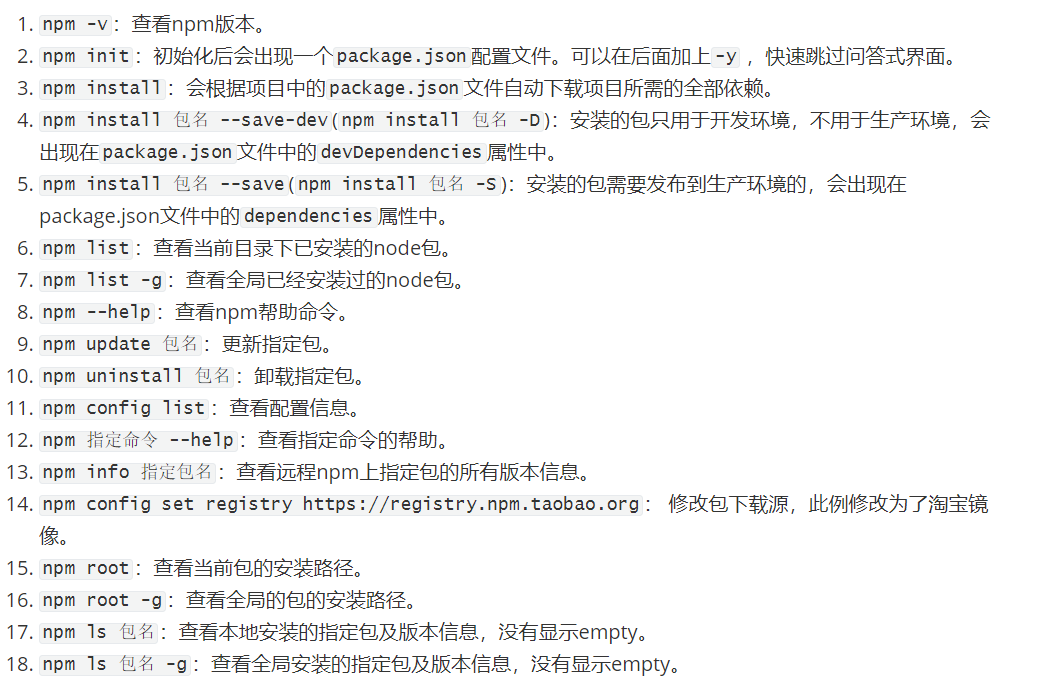 1. npm -v：查看npm版本。
2. npm init：初始化后会出现一个package.json配置文件。可以在后面加上-y ，快速跳过问答式界面。
3. npm install：会根据项目中的package.json文件自动下载项目所需的全部依赖。
4. npm install 包名 --save-dev(npm install 包名 -D)：安装的包只用于开发环境，不用于生产环境，会
出现在package.json文件中的devDependencies属性中。
5. npm install 包名 --save(npm install 包名 -S)：安装的包需要发布到生产环境的，会出现在
package.json文件中的dependencies属性中。
6. npm list：查看当前目录下已安装的node包。
7. npm list -g：查看全局已经安装过的node包。
8. npm --help：查看npm帮助命令。
9. npm update 包名：更新指定包。
10. npm uninstall 包名：卸载指定包。
11. npm config list：查看配置信息。
12. npm 指定命令 --help：查看指定命令的帮助。
13. npm info 指定包名：查看远程npm上指定包的所有版本信息。
14. npm config set registry https://registry.npm.taobao.org： 修改包下载源，此例修改为了淘宝镜
像。
15. npm root：查看当前包的安装路径。
16. npm root -g：查看全局的包的安装路径。
17. npm ls 包名：查看本地安装的指定包及版本信息，没有显示empty。
18. npm ls 包名 -g：查看全局安装的指定包及版本信息，没有显示empty。